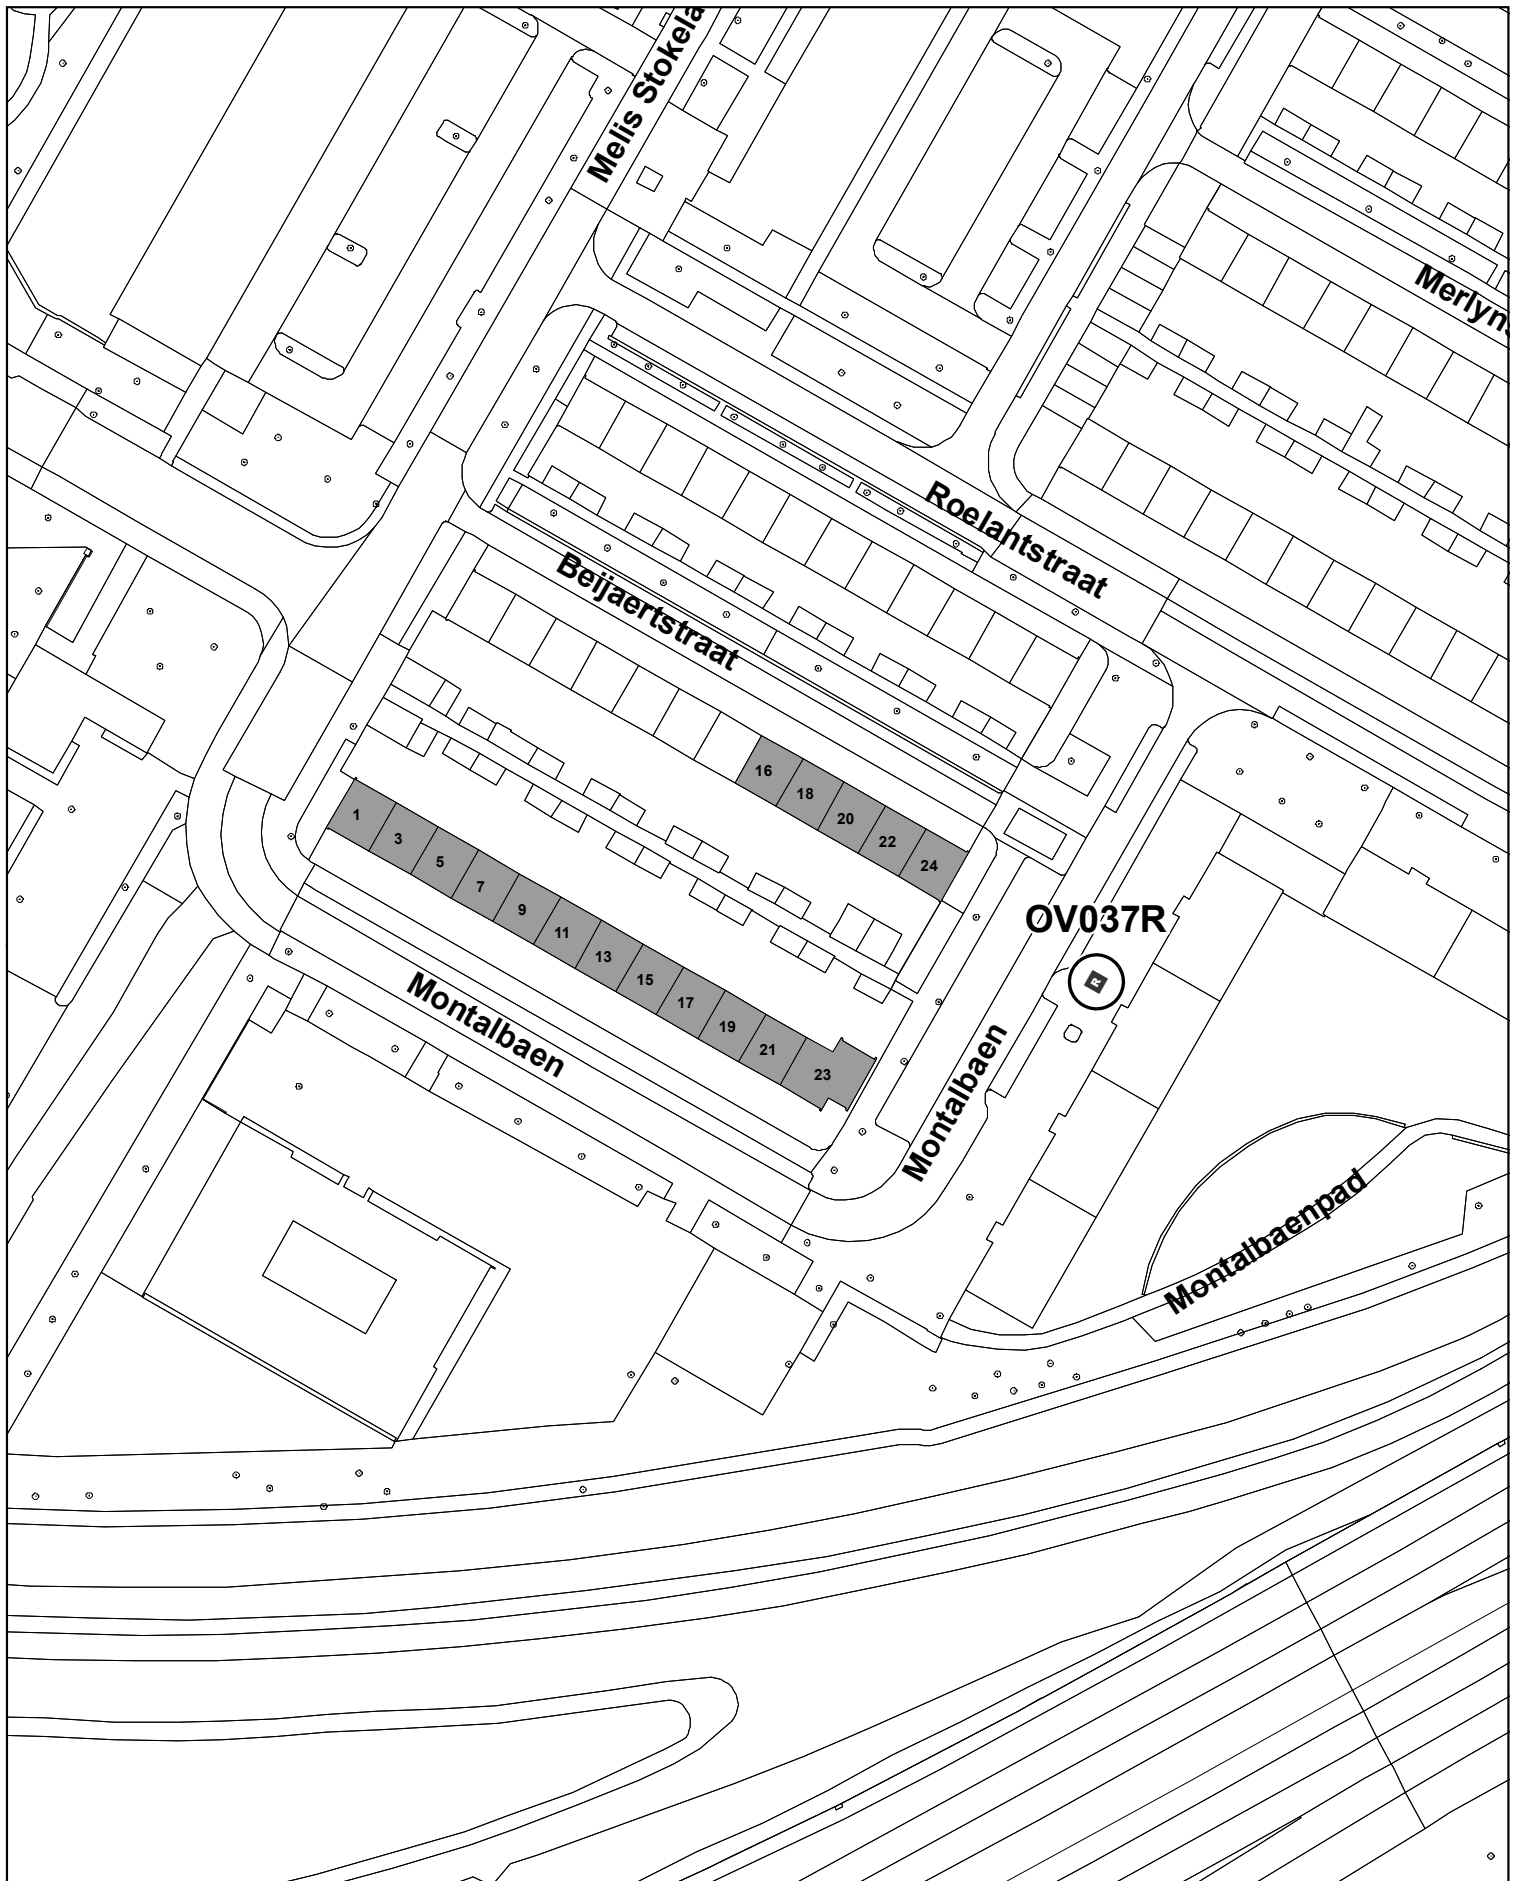 Melis Stokela
Merlyns
Roelantstraat
Beijaertstraat
16
18
20
22
24
1
3
5
7
9
11
13
15
17
19
21
23
OV037R
R
Montalbaen
Montalbaen
Montalbaenpad